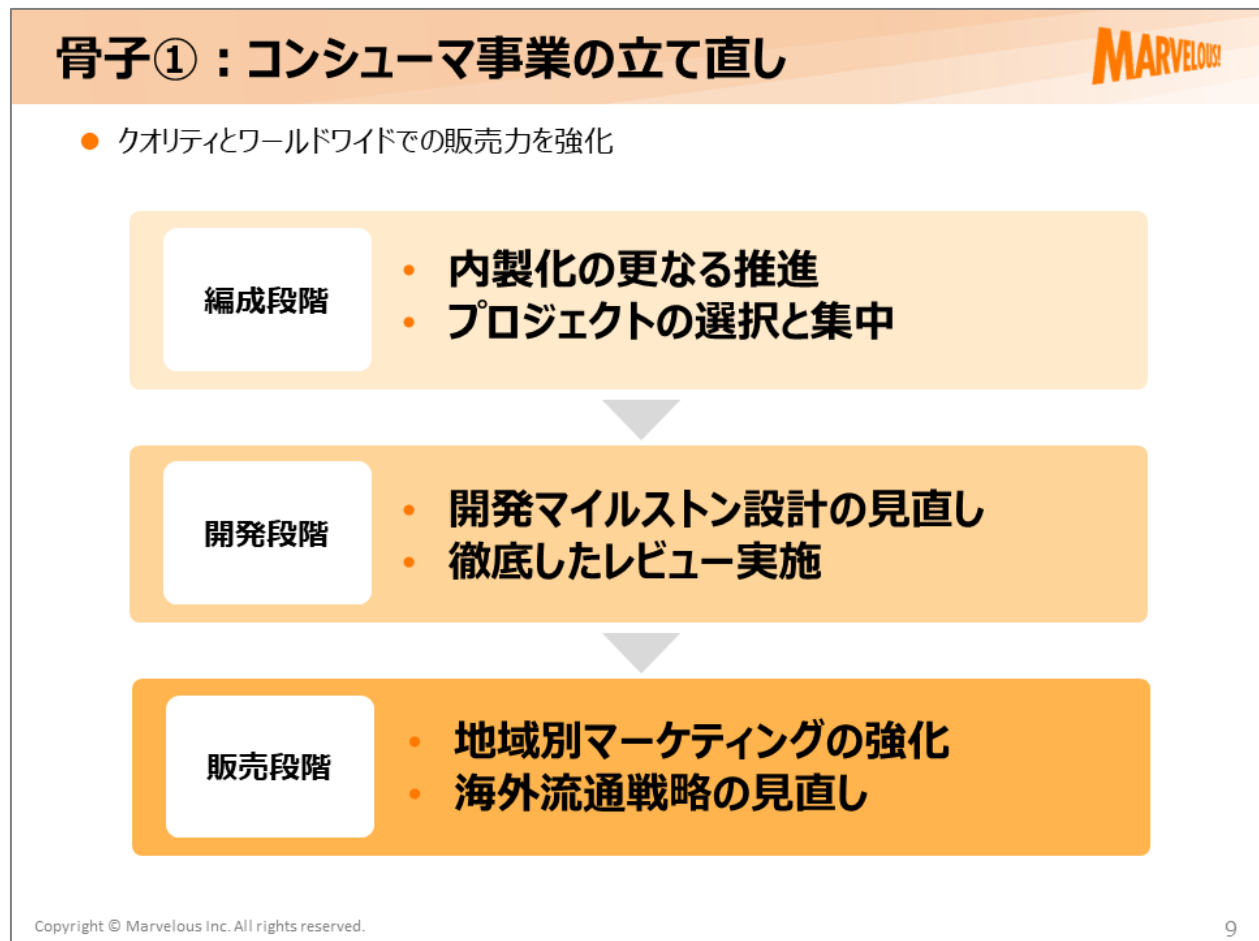 骨子①：コンシューマ事業の立て直し
MARVELOUS!
● クオリティとワールドワイドでの販売力を強化
編成段階
• 内製化の更なる推進
• プロジェクトの選択と集中
開発段階
• 開発マイルストン設計の見直し
• 徹底したレビュー実施
販売段階
• 地域別マーケティングの強化
• 海外流通戦略の見直し
Copyright © Marvelous Inc. All rights reserved.
9